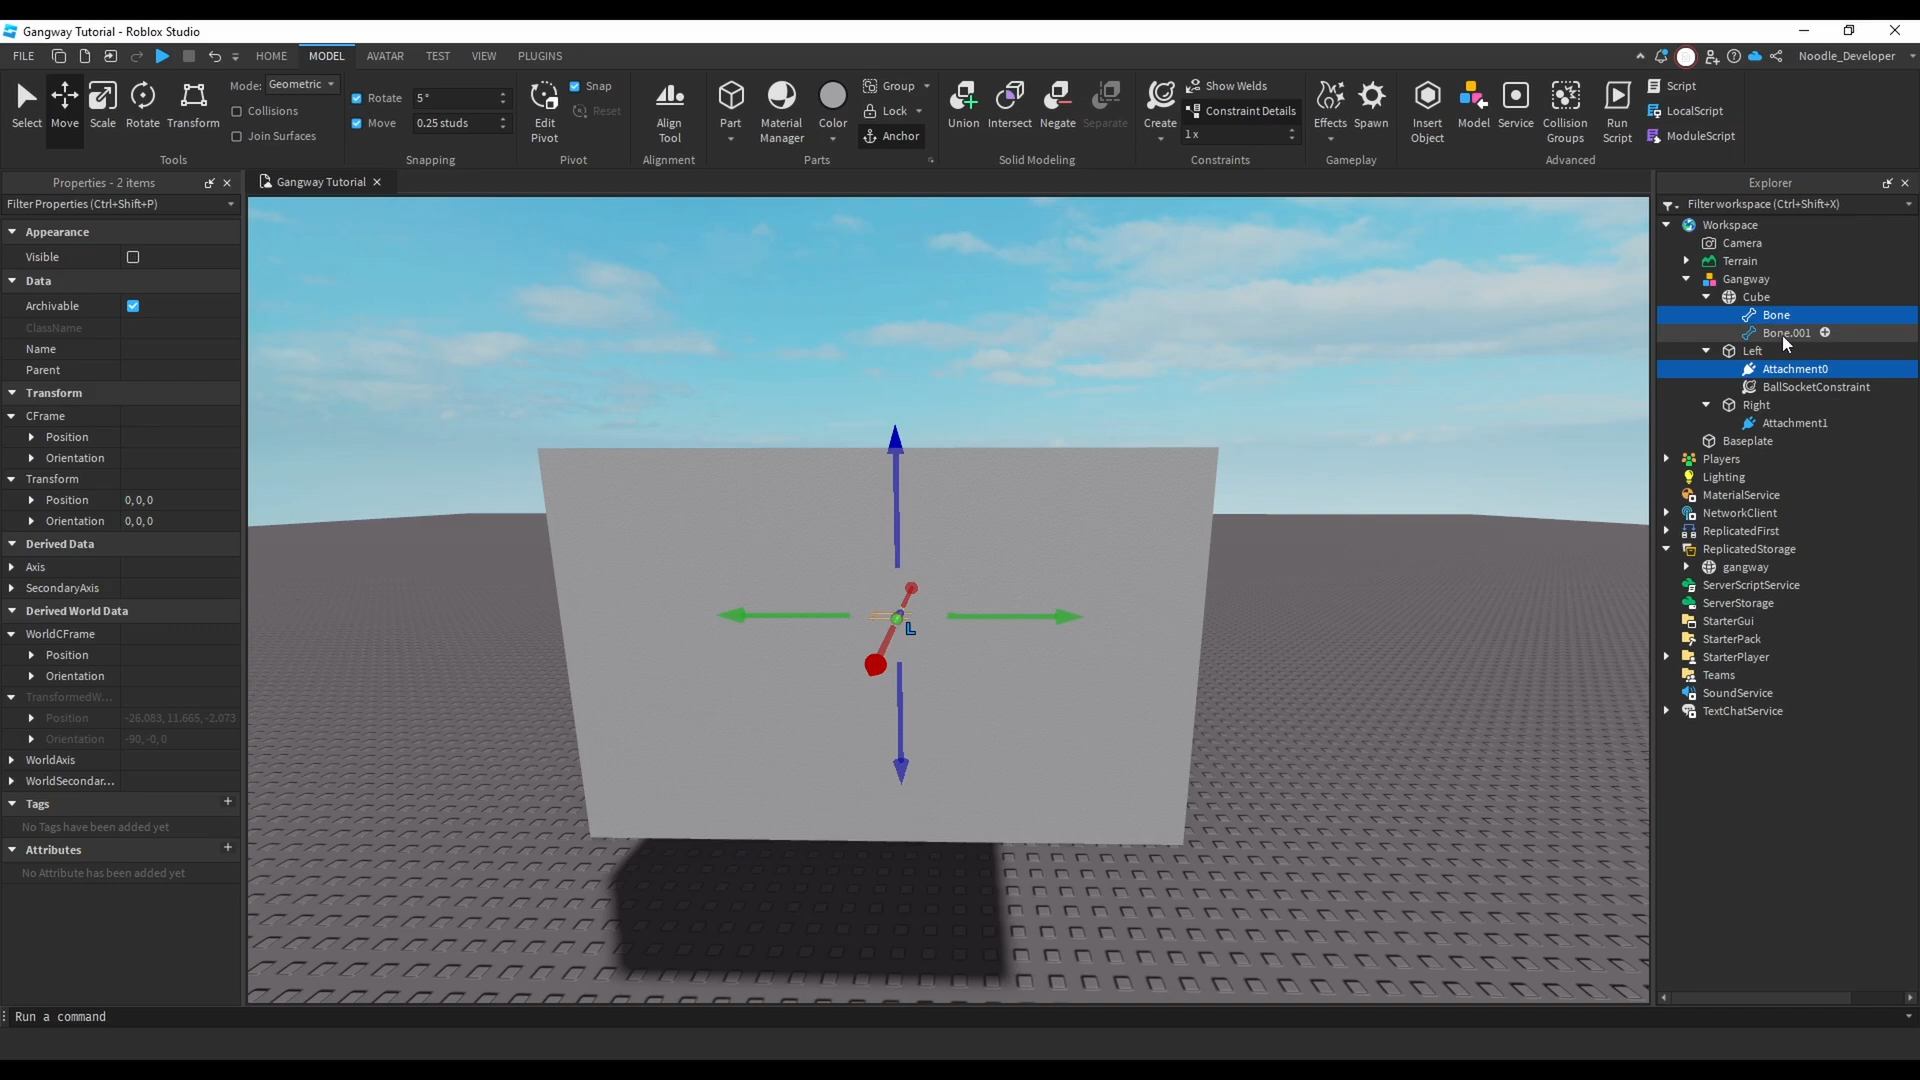 Gangway Tutorial - Roblox Studio
FILE HOME MODEL AVATAR TEST VIEW PLUGINS Noodle_Developer
Select Move Scale Rotate Transform
Mode: Geometric
Collisions
Join Surfaces
Tools
Rotate 5°
Move 0.25 studs
Snapping
Edit Pivot
Snap
Reset
Pivot
Align Tool
Alignment
Part
Material Manager
Color
Group
Lock
Anchor
Parts
Union Intersect Negate Separate
Solid Modeling
Create
Show Welds
Constraint Details
1x
Constraints
Effects Spawn
Gameplay
Insert Object
Model
Service
Collision Groups
Run Script
Script
LocalScript
ModuleScript
Advanced
Properties - 2 items
Filter Properties (Ctrl+Shift+P)
Appearance
Visible
Data
Archivable
ClassName
Name
Parent
Transform
CFrame
Position
Orientation
Transform
Position 0, 0, 0
Orientation 0, 0, 0
Derived Data
Axis
SecondaryAxis
Derived World Data
WorldCFrame
Position
Orientation
TransformedW...
Position -26.083, 11.665, -2.073
Orientation -90, -0, 0
WorldAxis
WorldSecondar...
Tags +
No Tags have been added yet
Attributes +
No Attribute has been added yet
Gangway Tutorial
L
Explorer
Filter workspace (Ctrl+Shift+X)
Workspace
Camera
Terrain
Gangway
Cube
Bone
Bone.001
Left
Attachment0
BallSocketConstraint
Right
Attachment1
Baseplate
Players
Lighting
MaterialService
NetworkClient
ReplicatedFirst
ReplicatedStorage
gangway
ServerScriptService
ServerStorage
StarterGui
StarterPack
StarterPlayer
Teams
SoundService
TextChatService
Run a command